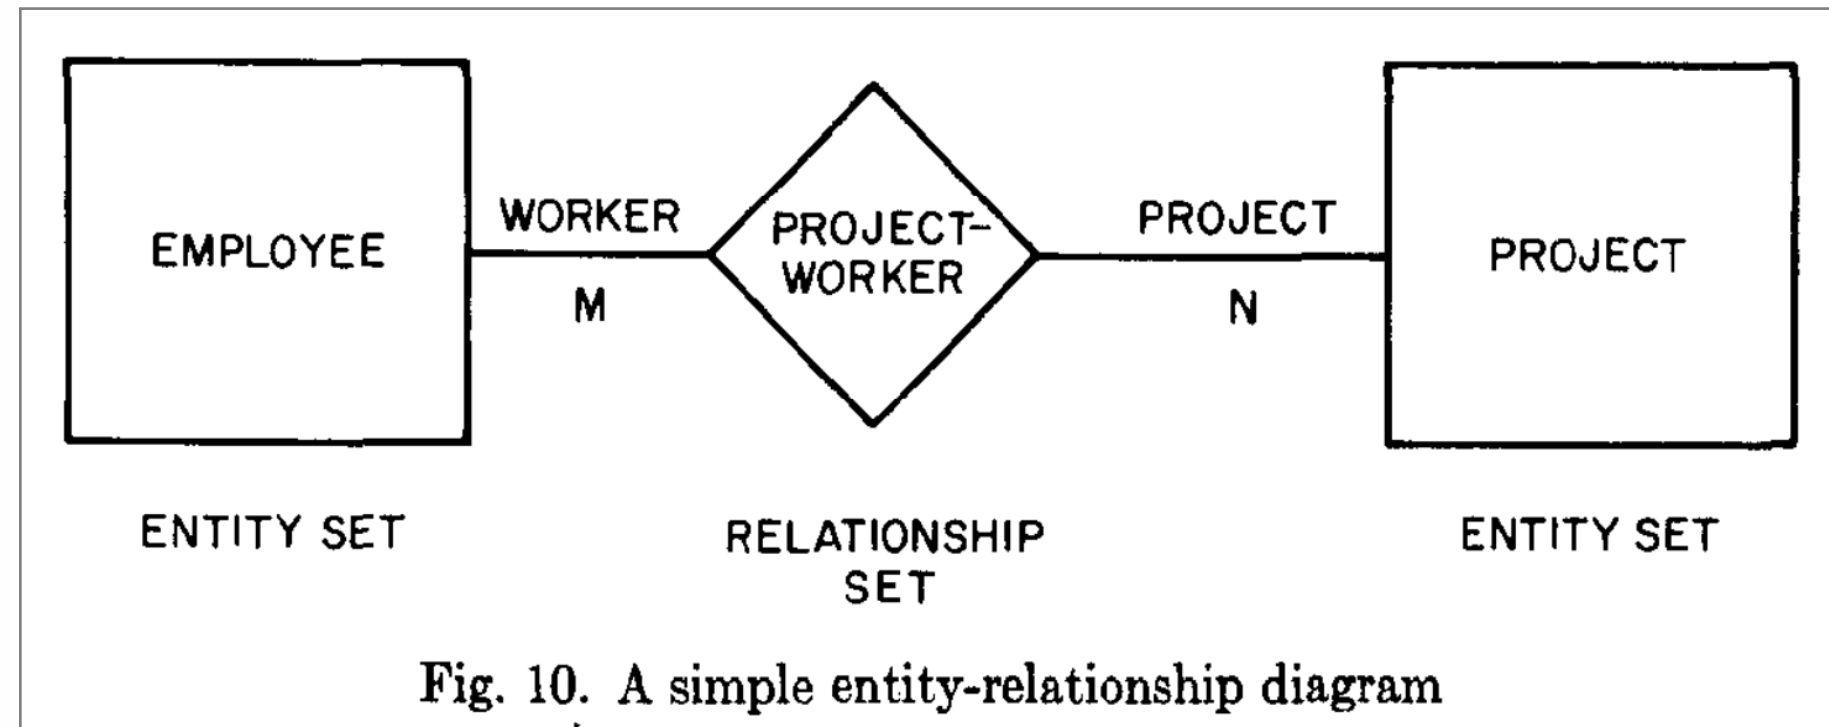 EMPLOYEE
WORKER
M
PROJECT-
WORKER
PROJECT
N
PROJECT
ENTITY SET
RELATIONSHIP
SET
ENTITY SET
Fig. 10. A simple entity-relationship diagram